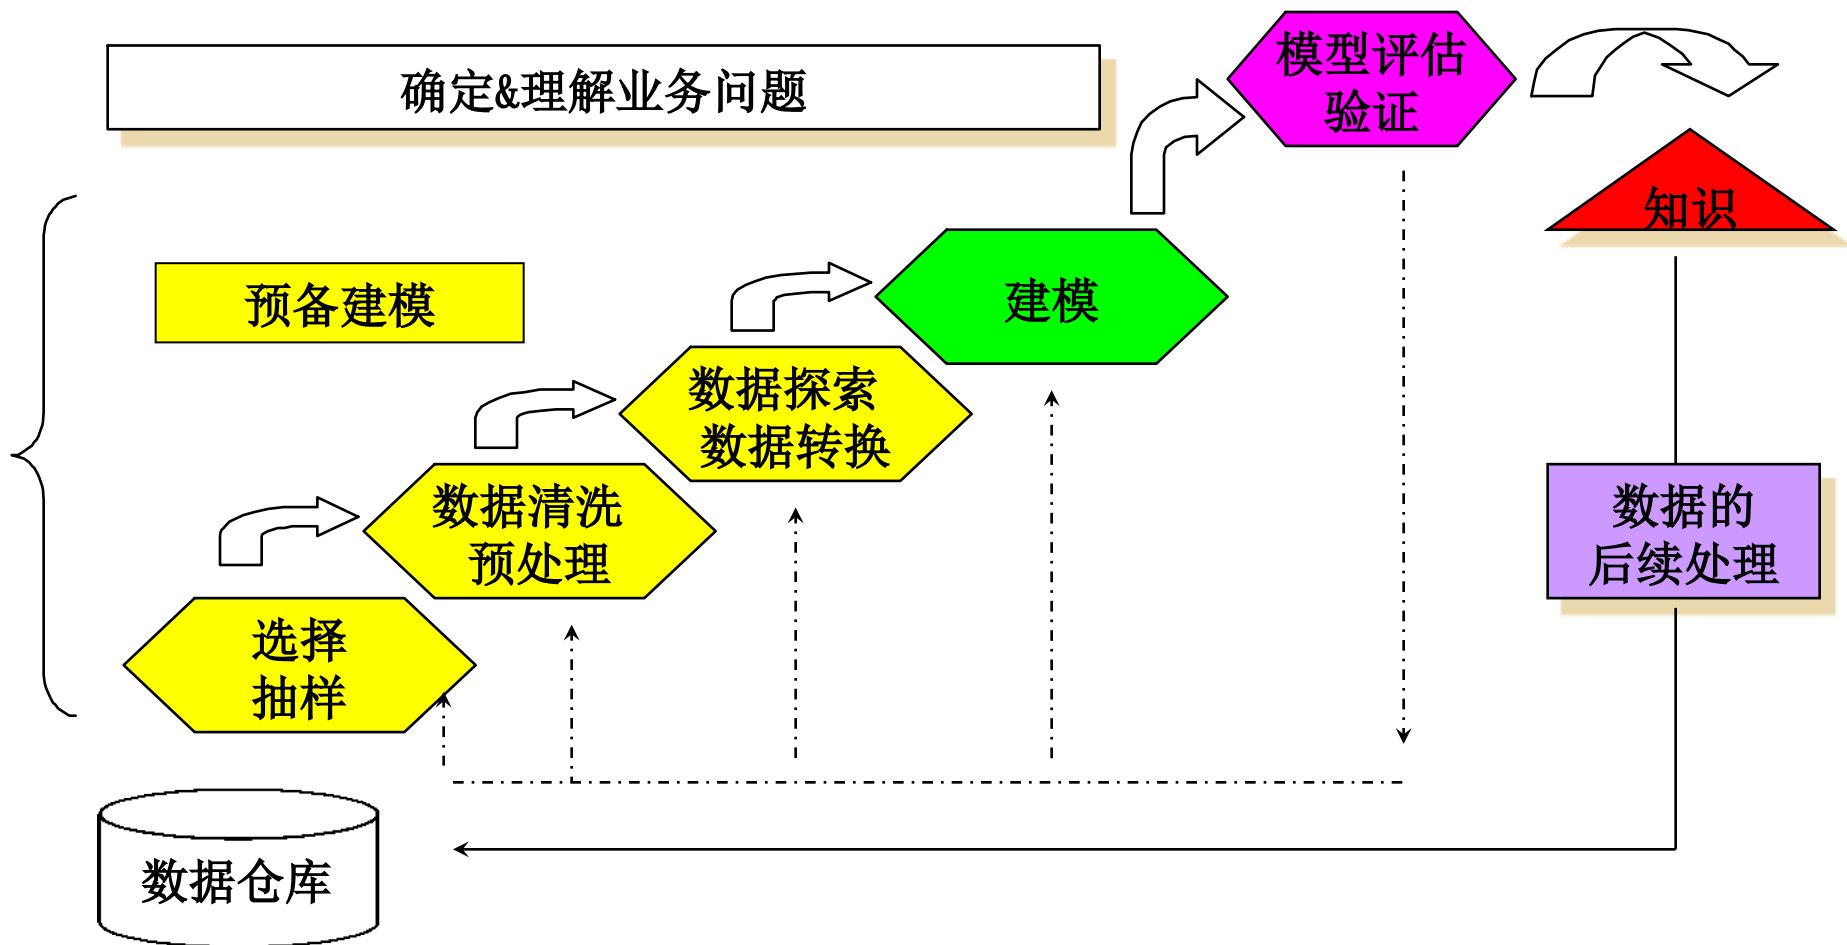 确定&理解业务问题
模型评估
验证
知识
预备建模
建模
数据探索
数据转换
数据清洗
预处理
数据的
后续处理
选择
抽样
数据仓库